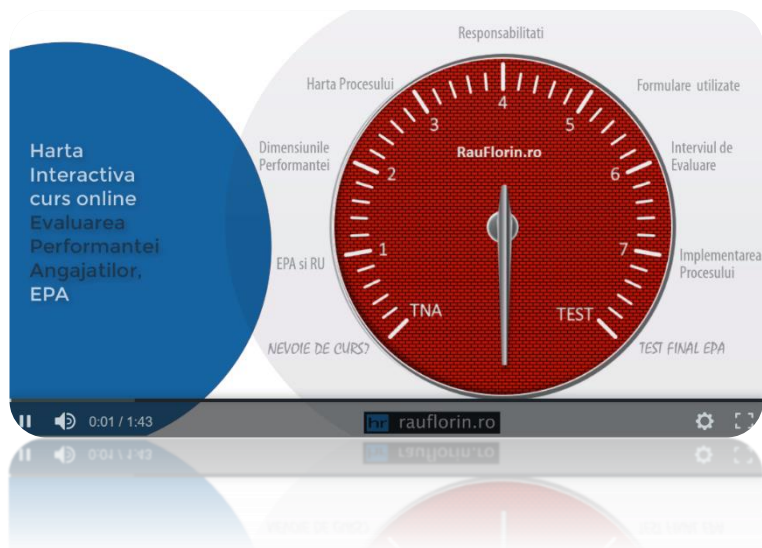 Harta
Interactiva
curs online
Evaluarea
Performantei
Angajatilor,
EPA
Responsabilitati
Harta Procesului
Formulare utilizate
Dimensiunile
Performantei
Interviul de
Evaluare
EPA si RU
Implementarea
Procesului
NEVOIE DE CURS?
TEST FINAL EPA
RauFlorin.ro
TNA
1
2
3
4
5
6
7
TEST
0:01 / 1:43
hr rauflorin.ro